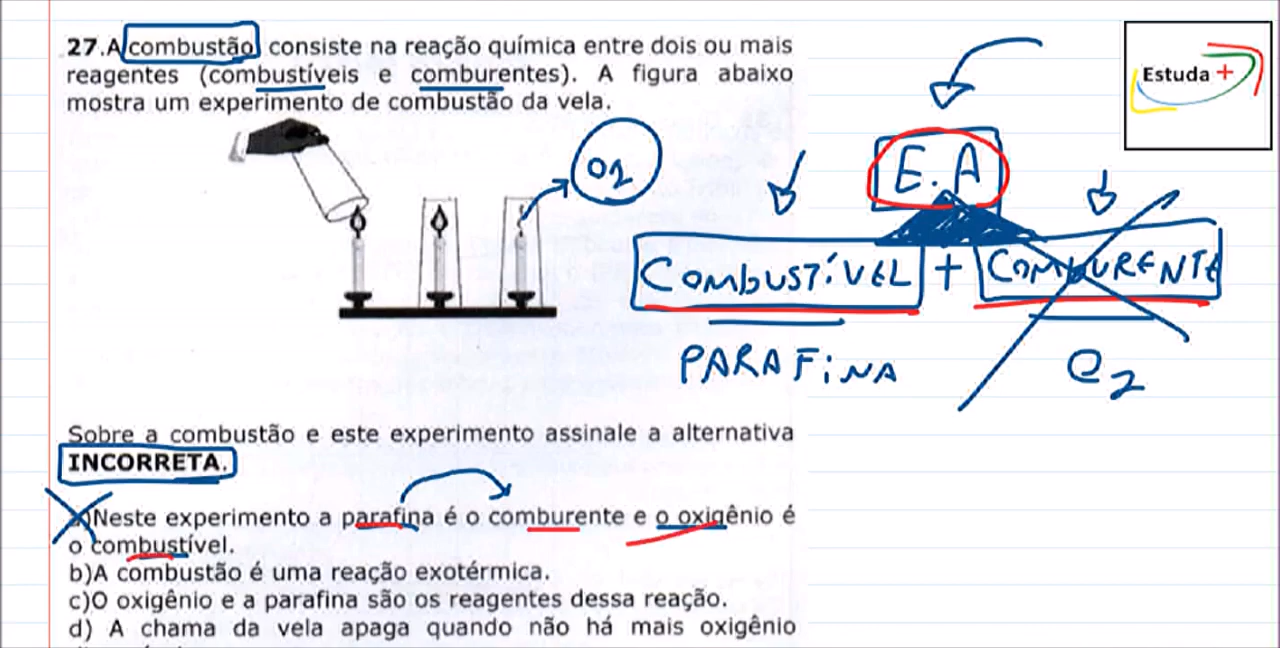 27.A combustão consiste na reação química entre dois ou mais
reagentes (combustíveis e comburentes). A figura abaixo
mostra um experimento de combustão da vela.
Estuda +
O2
E.A
COMBUSTÍVEL + COMBURENTE
PARAFINA
O2
Sobre a combustão e este experimento assinale a alternativa
INCORRETA.
a)Neste experimento a parafina é o comburente e o oxigênio é
o combustível.
b)A combustão é uma reação exotérmica.
c)O oxigênio e a parafina são os reagentes dessa reação.
d) A chama da vela apaga quando não há mais oxigênio